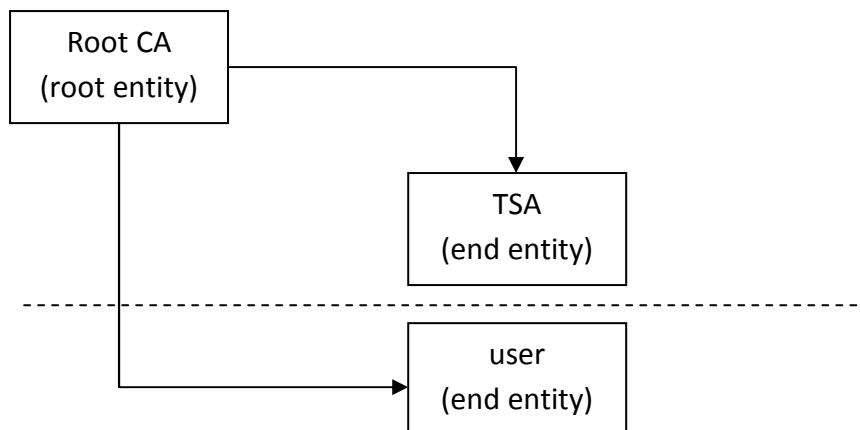 Root CA
(root entity)
TSA
(end entity)
user
(end entity)